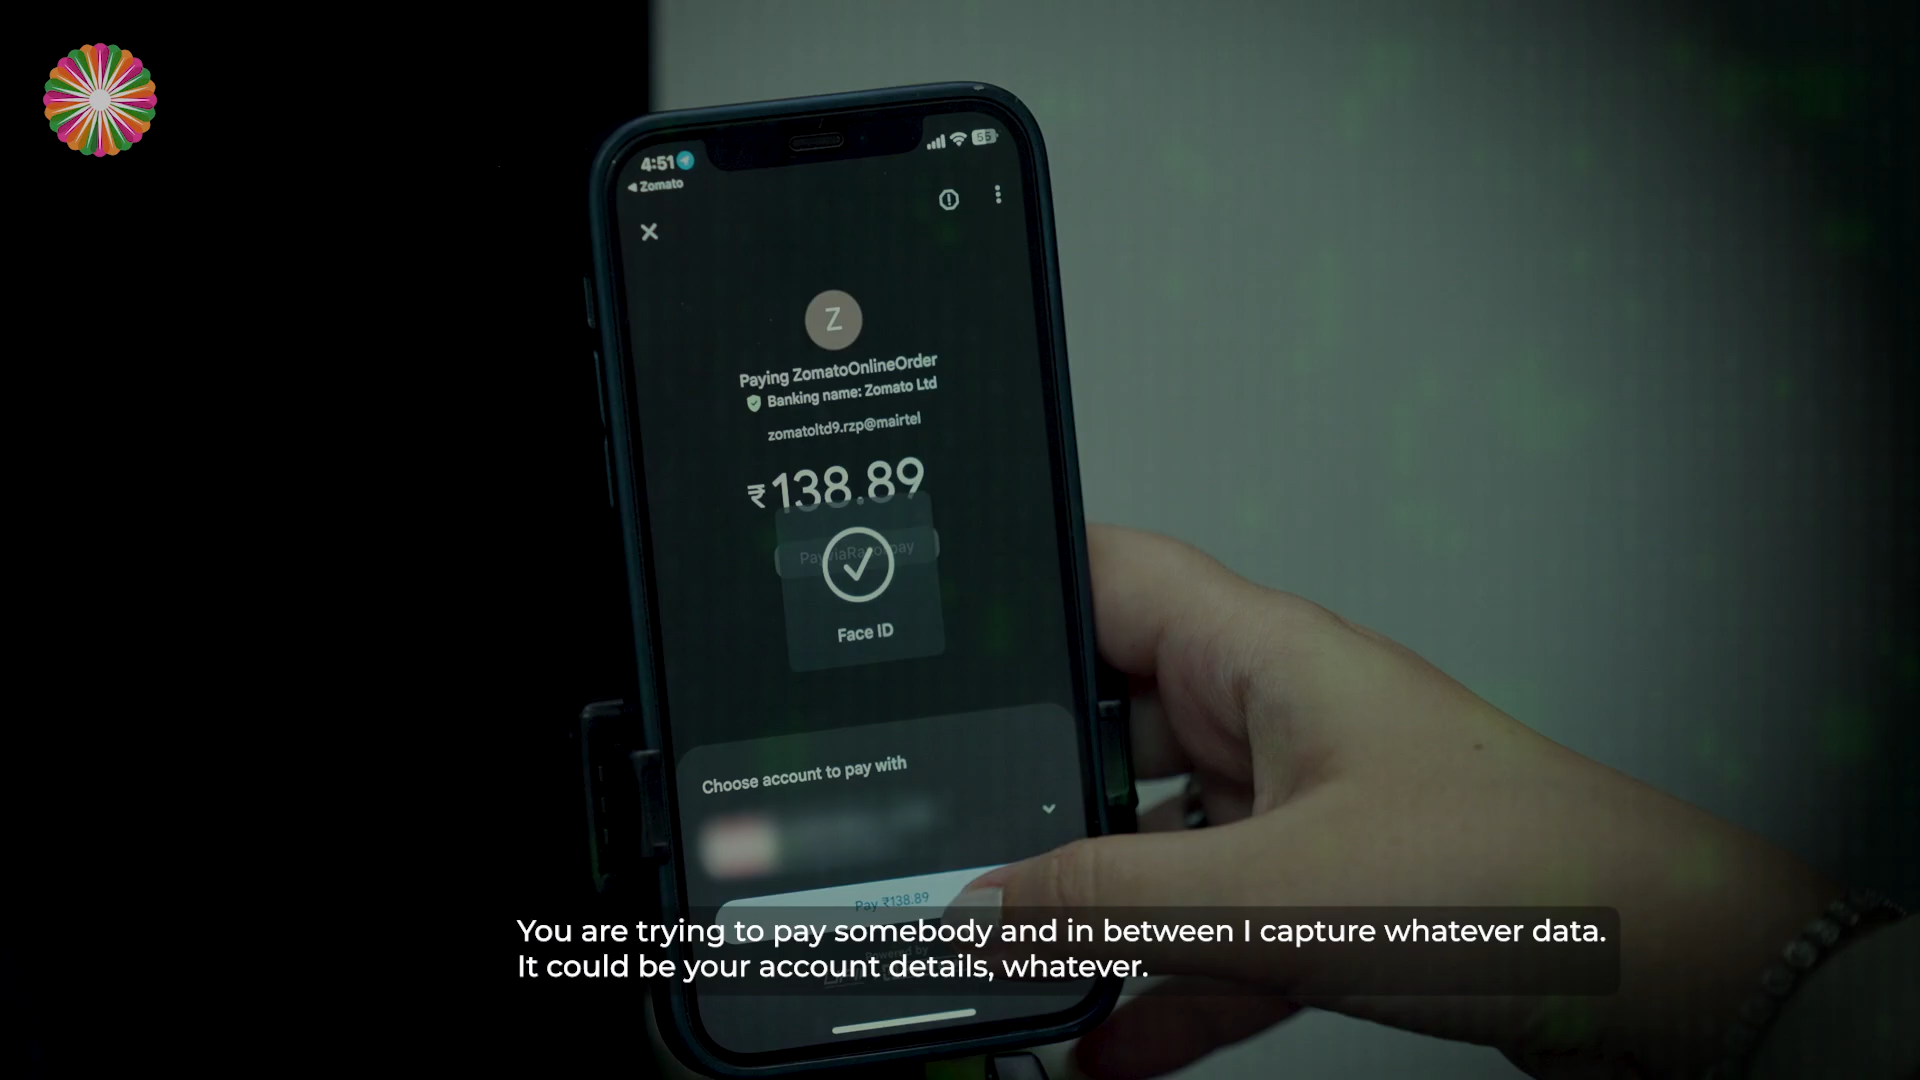 4:51
55
Zomato
Z
Paying ZomatoOnlineOrder
Banking name: Zomato Ltd
zomatoltd9.rzp@mairtel
₹138.89
PayviaRazorpay
Face ID
Choose account to pay with
Pay ₹138.89
You are trying to pay somebody and in between I capture whatever data.
It could be your account details, whatever.